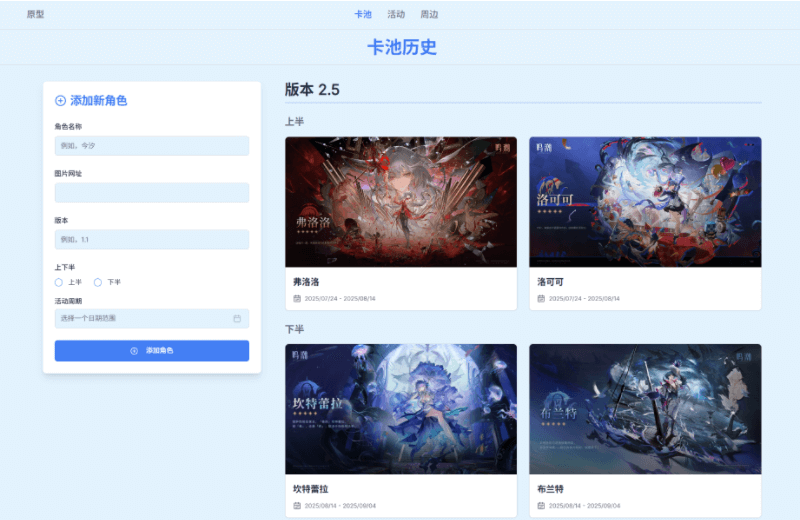 原型
卡池 活动 周边
卡池历史
添加新角色
角色名称
例如，今汐
图片网址
版本
例如，1.1
上下半
上半 下半
活动周期
选择一个日期范围
添加角色
版本 2.5
上半
鸣潮
弗洛洛
弗洛洛
2025/07/24 - 2025/08/14
鸣潮
洛可可
洛可可
2025/07/24 - 2025/08/14
下半
鸣潮
坎特蕾拉
坎特蕾拉
2025/08/14 - 2025/09/04
鸣潮
布兰特
布兰特
2025/08/14 - 2025/09/04